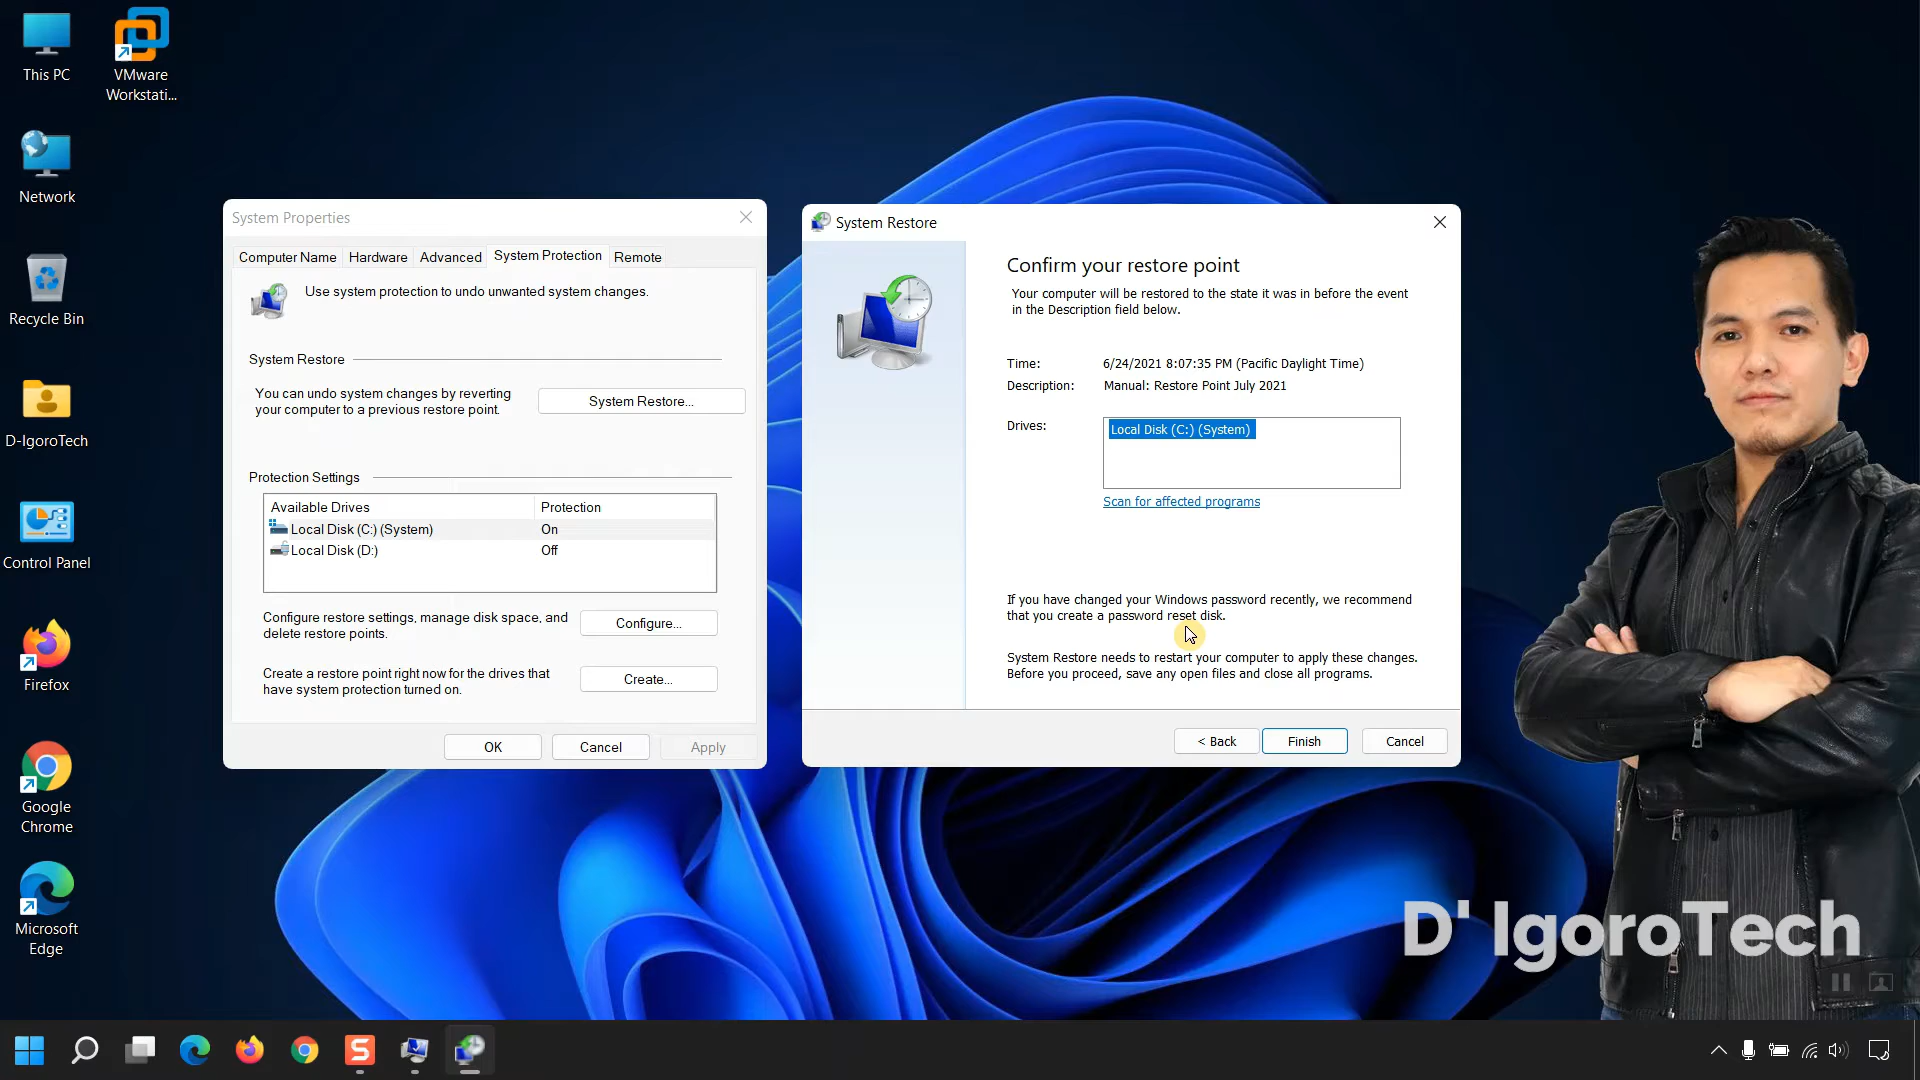 This PC
VMware
Workstati...
Network
Recycle Bin
D-IgoroTech
Control Panel
Firefox
Google
Chrome
Microsoft
Edge
System Properties
Computer Name
Hardware
Advanced
System Protection
Remote
Use system protection to undo unwanted system changes.
System Restore
You can undo system changes by reverting
your computer to a previous restore point.
System Restore...
Protection Settings
Available Drives
Protection
Local Disk (C:) (System)
On
Local Disk (D:)
Off
Configure restore settings, manage disk space, and
delete restore points.
Configure...
Create a restore point right now for the drives that
have system protection turned on.
Create...
OK
Cancel
Apply
System Restore
Confirm your restore point
Your computer will be restored to the state it was in before the event
in the Description field below.
Time:
6/24/2021 8:07:35 PM (Pacific Daylight Time)
Description:
Manual: Restore Point July 2021
Drives:
Local Disk (C:) (System)
Scan for affected programs
If you have changed your Windows password recently, we recommend
that you create a password reset disk.
System Restore needs to restart your computer to apply these changes.
Before you proceed, save any open files and close all programs.
< Back
Finish
Cancel
D' IgoroTech
S